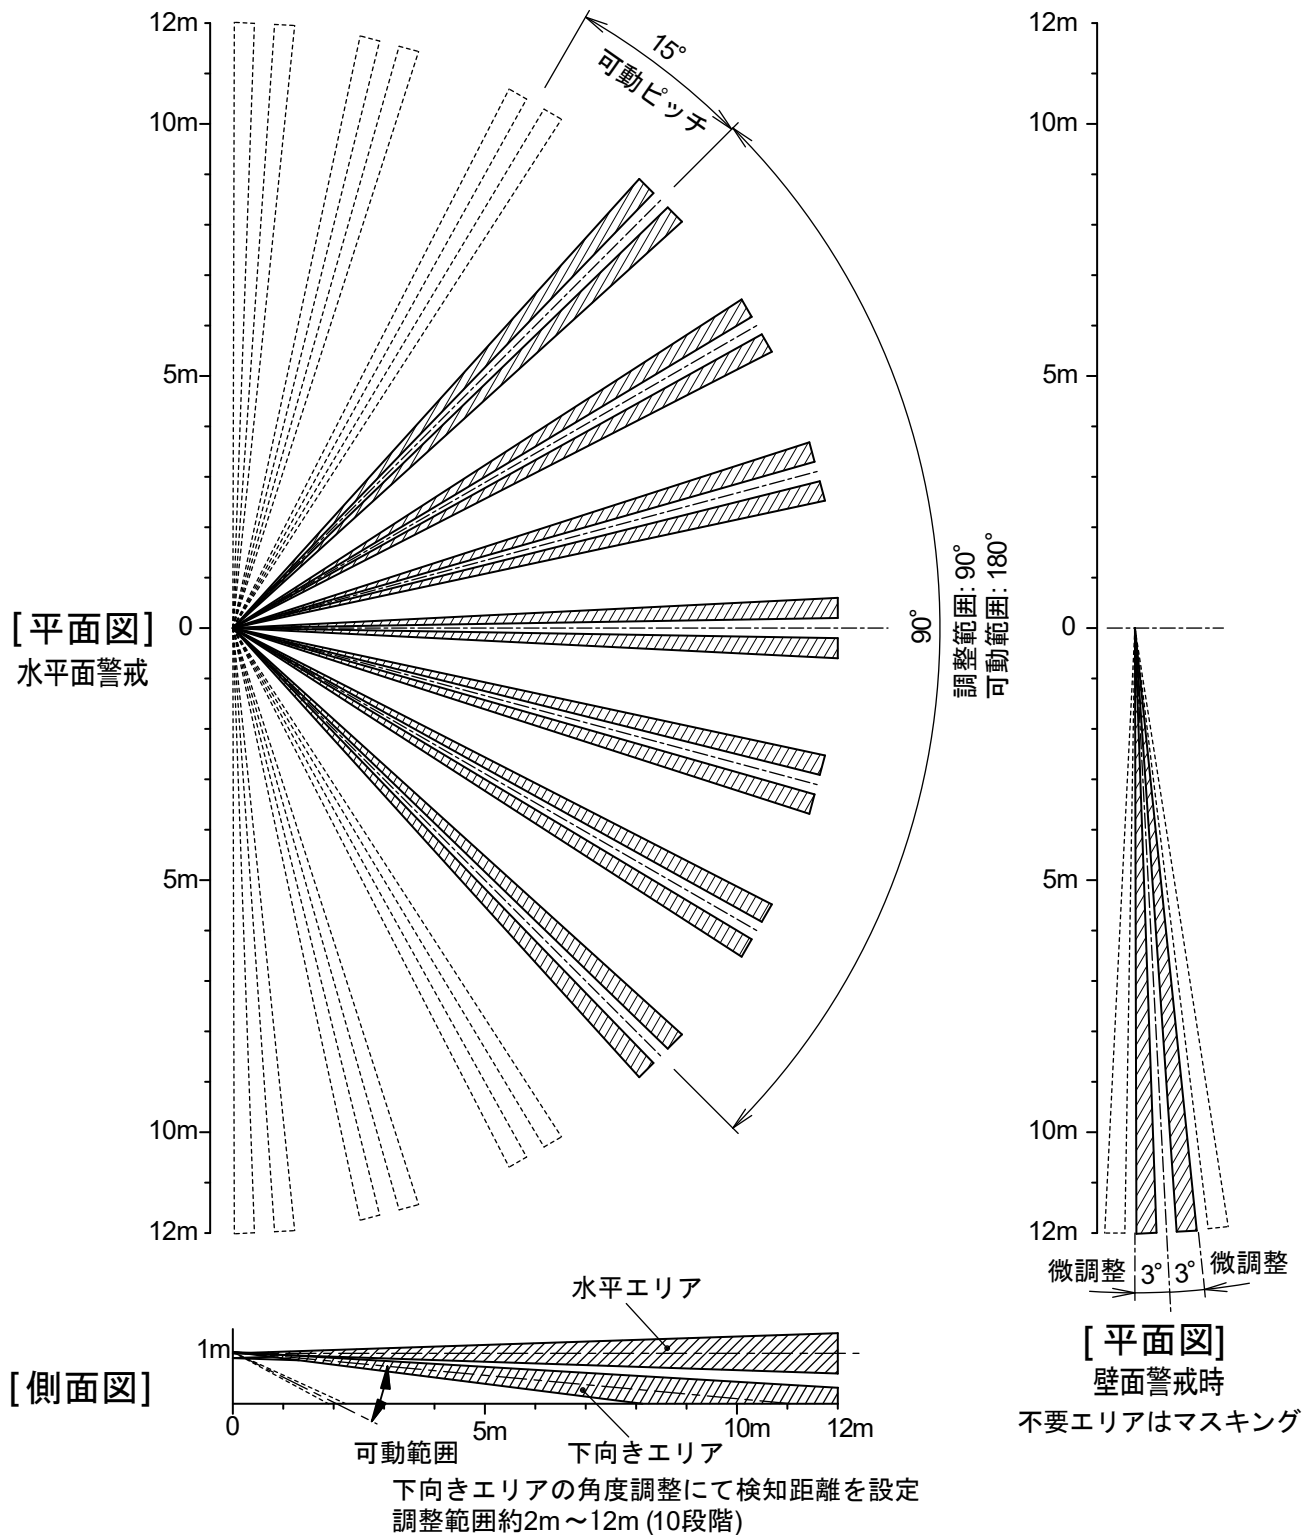 12m
10m
5m
0
5m
10m
12m
15°
可動ピッチ
90°
調整範囲: 90°
可動範囲: 180°
[平面図]
水平面警戒
12m
10m
5m
0
5m
10m
12m
微調整
3°
3°
微調整
[平面図]
壁面警戒時
不要エリアはマスキング
水平エリア
1m
[側面図]
0
5m
10m
12m
可動範囲
下向きエリア
下向きエリアの角度調整にて検知距離を設定
調整範囲約2m～12m (10段階)